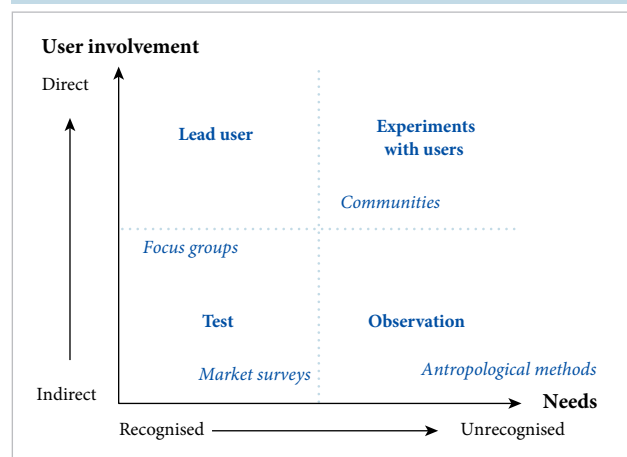 User involvement
Direct
Lead user
Experiments
with users
Communities
Focus groups
Test
Observation
Market surveys
Antropological methods
Indirect
Needs
Recognised
Unrecognised